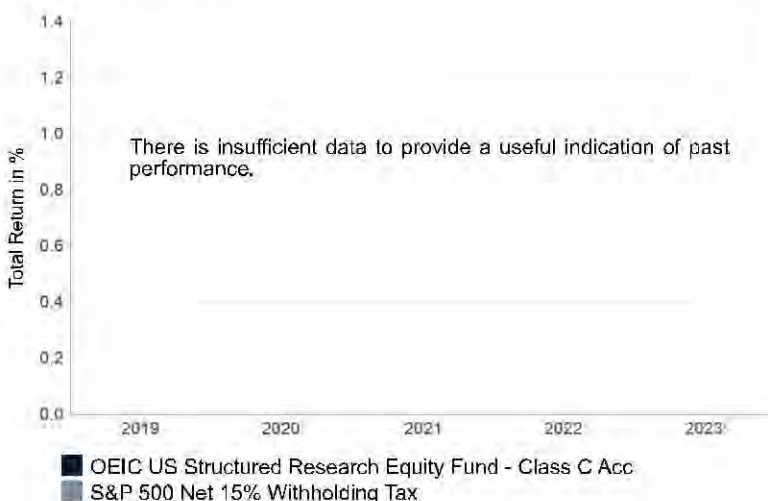 1.4
1.2
1.0
There is insufficient data to provide a useful indication of past
performance.
0.8
0.6
0.4
0.2
0.0
Total Return in %
2019 2020 2021 2022 2023
OEIC US Structured Research Equity Fund - Class C Acc
S&P 500 Net 15% Withholding Tax